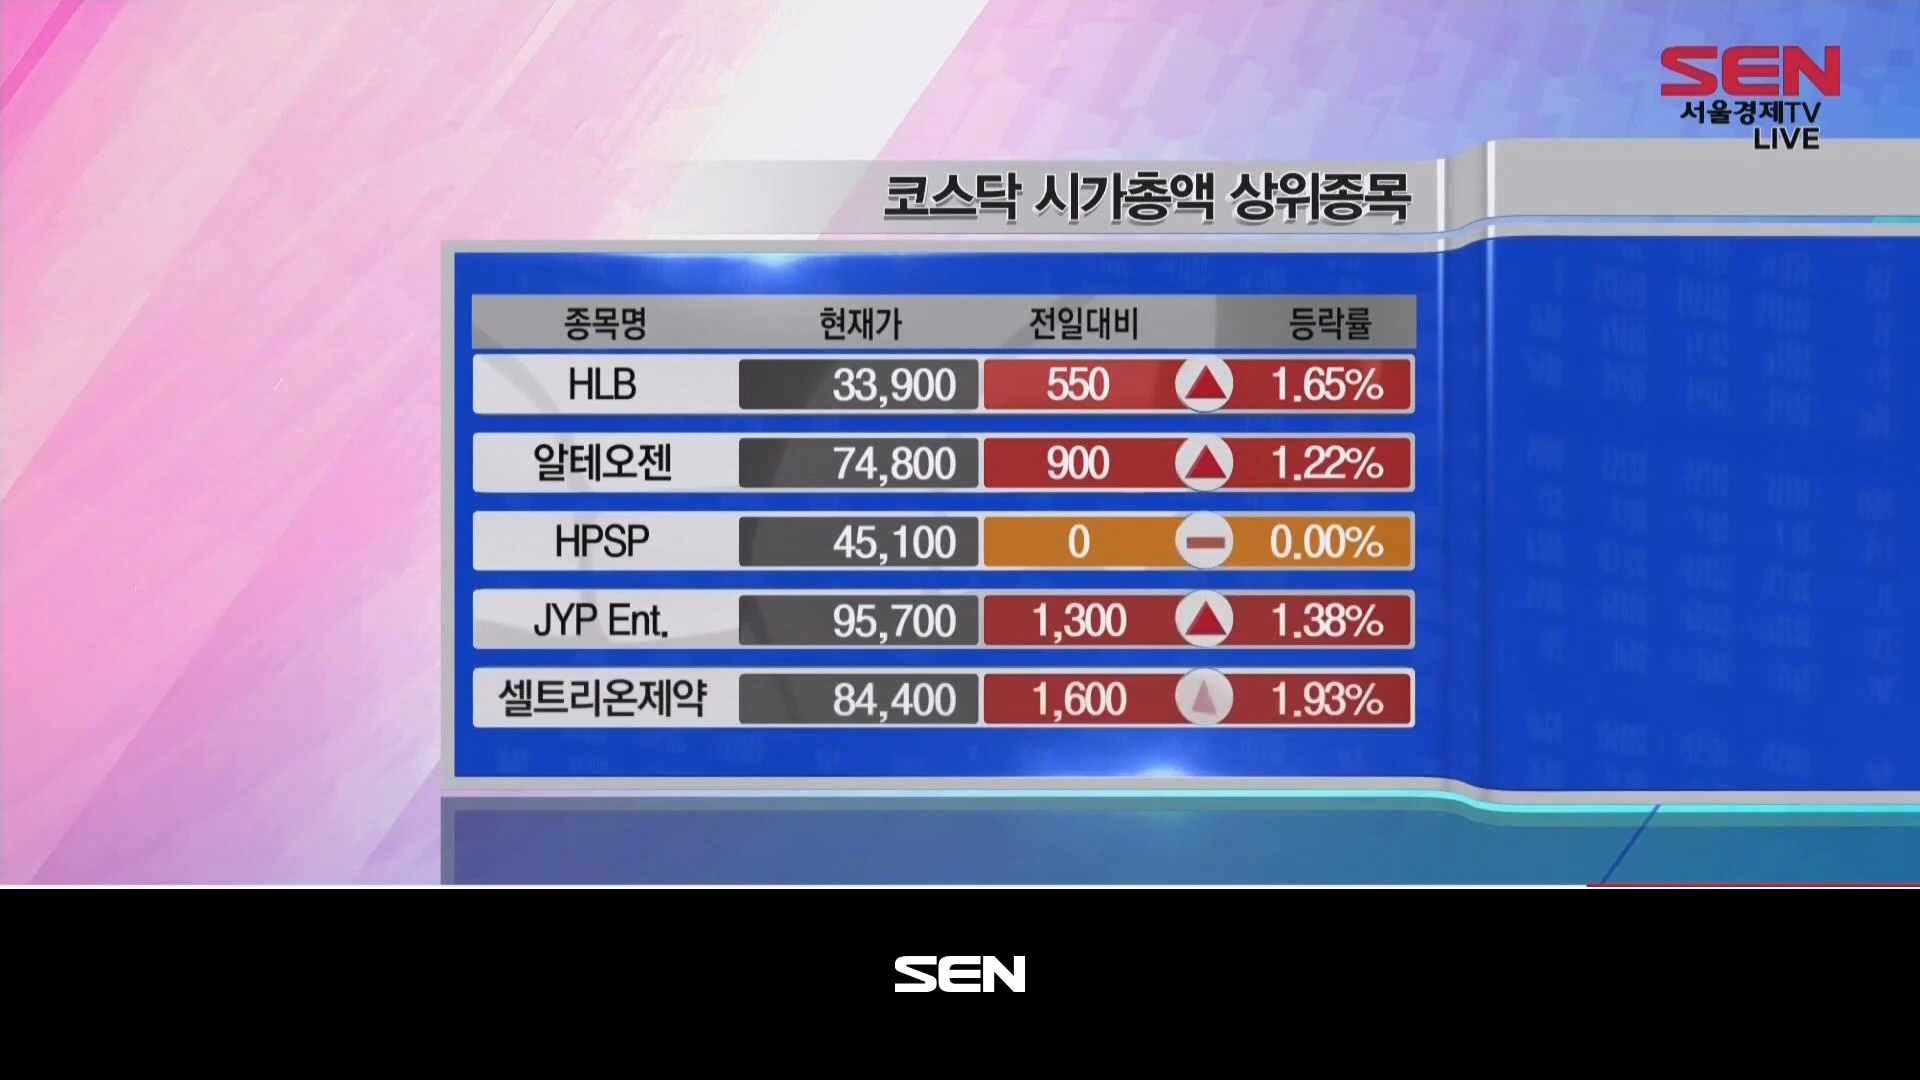 SEN
서울경제TV
LIVE
코스닥 시가총액 상위종목
종목명 현재가 전일대비 등락률
HLB 33,900 550 1.65%
알테오젠 74,800 900 1.22%
HPSP 45,100 0 0.00%
JYP Ent. 95,700 1,300 1.38%
셀트리온제약 84,400 1,600 1.93%
SEN